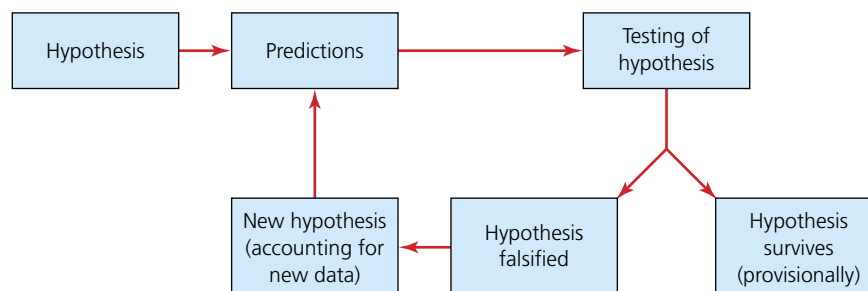 Hypothesis
Predictions
Testing of
hypothesis
New hypothesis
(accounting for
new data)
Hypothesis
falsified
Hypothesis
survives
(provisionally)